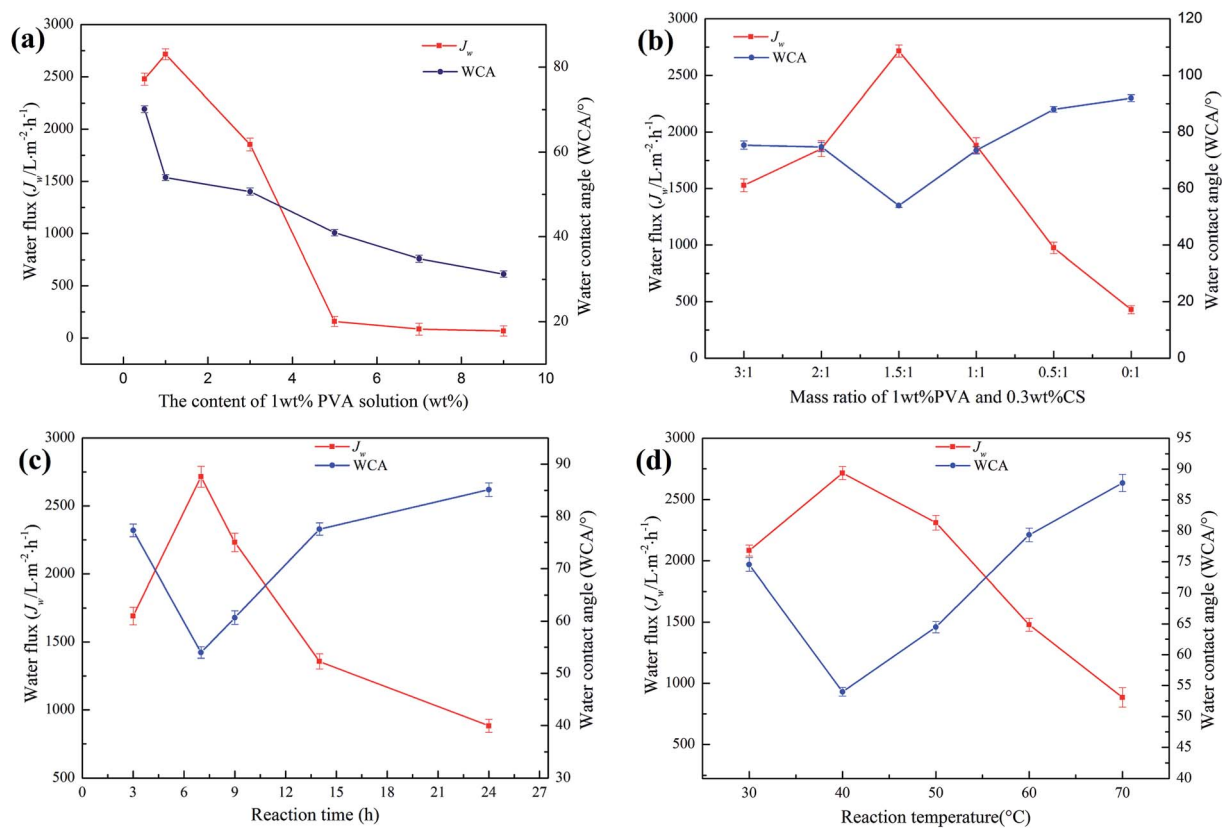 (a)
3000
2500
2000
1500
1000
500
0
Water flux (Jw/L·m-2·h-1)
Jw
WCA
80
60
40
20
Water contact angle (WCA/°)
0 2 4 6 8 10
The content of 1wt% PVA solution (wt%)
(b)
3000
2500
2000
1500
1000
500
0
Water flux (Jw/L·m-2·h-1)
Jw
WCA
120
100
80
60
40
20
0
Water contact angle (WCA/°)
3:1 2:1 1.5:1 1:1 0.5:1 0:1
Mass ratio of 1wt%PVA and 0.3wt%CS
(c)
3000
2500
2000
1500
1000
500
Water flux (Jw/L·m-2·h-1)
Jw
WCA
90
80
70
60
50
40
30
Water contact angle (WCA/°)
0 3 6 9 12 15 18 21 24 27
Reaction time (h)
(d)
3000
2500
2000
1500
1000
500
Water flux (Jw/L·m-2·h-1)
Jw
WCA
95
90
85
80
75
70
65
60
55
50
45
40
Water contact angle (WCA/°)
30 40 50 60 70
Reaction temperature(°C)